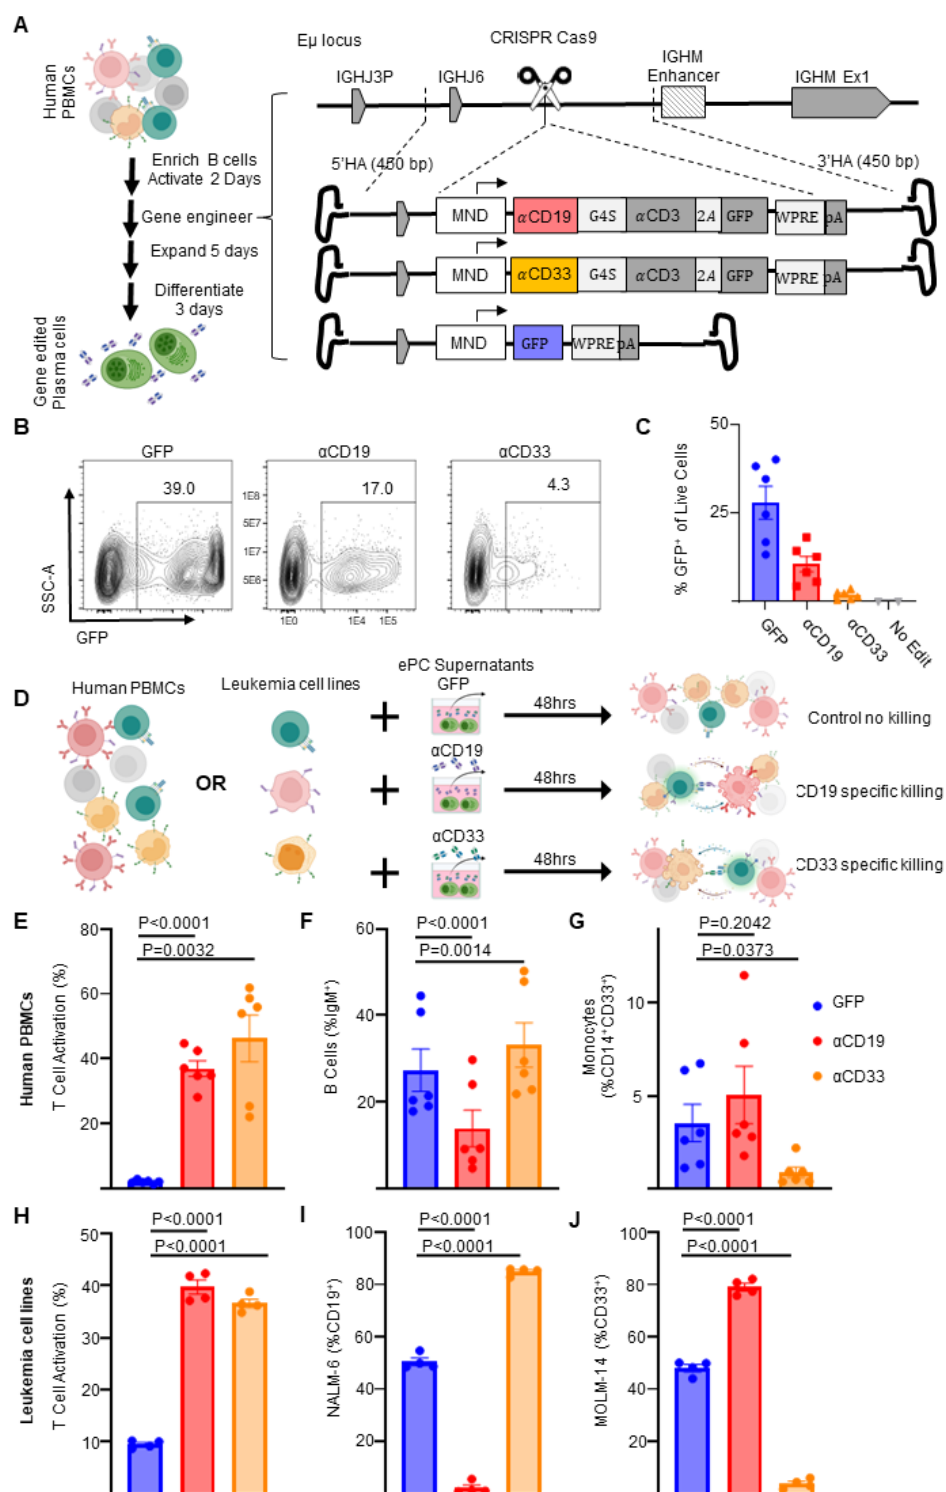 A
Human
PBMCs
Enrich B cells
Activate 2 Days
Gene engineer
Expand 5 days
Differentiate
3 days
Gene edited
Plasma cells
Eμ locus
CRISPR Cas9
IGHJ3P
IGHJ6
IGHM
Enhancer
IGHM Ex1
5'HA (450 bp)
3'HA (450 bp)
MND αCD19 G4S αCD3 2A GFP WPRE pA
MND αCD33 G4S αCD3 2A GFP WPRE pA
MND GFP WPRE pA
B
GFP
αCD19
αCD33
39.0
17.0
4.3
1E8
5E7
1E7
5E6
1E0 1E4 1E5
SSC-A
GFP
C
% GFP⁺ of Live Cells
50
25
GFP
αCD19
αCD33
No Edit
D
Human PBMCs
OR
Leukemia cell lines
ePC Supernatants
GFP
48hrs
Control no killing
αCD19
48hrs
CD19 specific killing
αCD33
48hrs
CD33 specific killing
E
Human PBMCs
T Cell Activation (%)
80
60
40
20
P<0.0001
P=0.0032
F
B Cells (%IgM⁺)
60
40
20
P<0.0001
P=0.0014
G
Monocytes
(%CD14⁺CD33⁺)
10
5
P=0.2042
P=0.0373
GFP
αCD19
αCD33
H
Leukemia cell lines
T Cell Activation (%)
50
40
30
20
10
P<0.0001
P<0.0001
I
NALM-6 (%CD19⁺)
100
80
60
40
20
P<0.0001
P<0.0001
J
MOLM-14 (%CD33⁺)
100
80
60
40
20
P<0.0001
P<0.0001